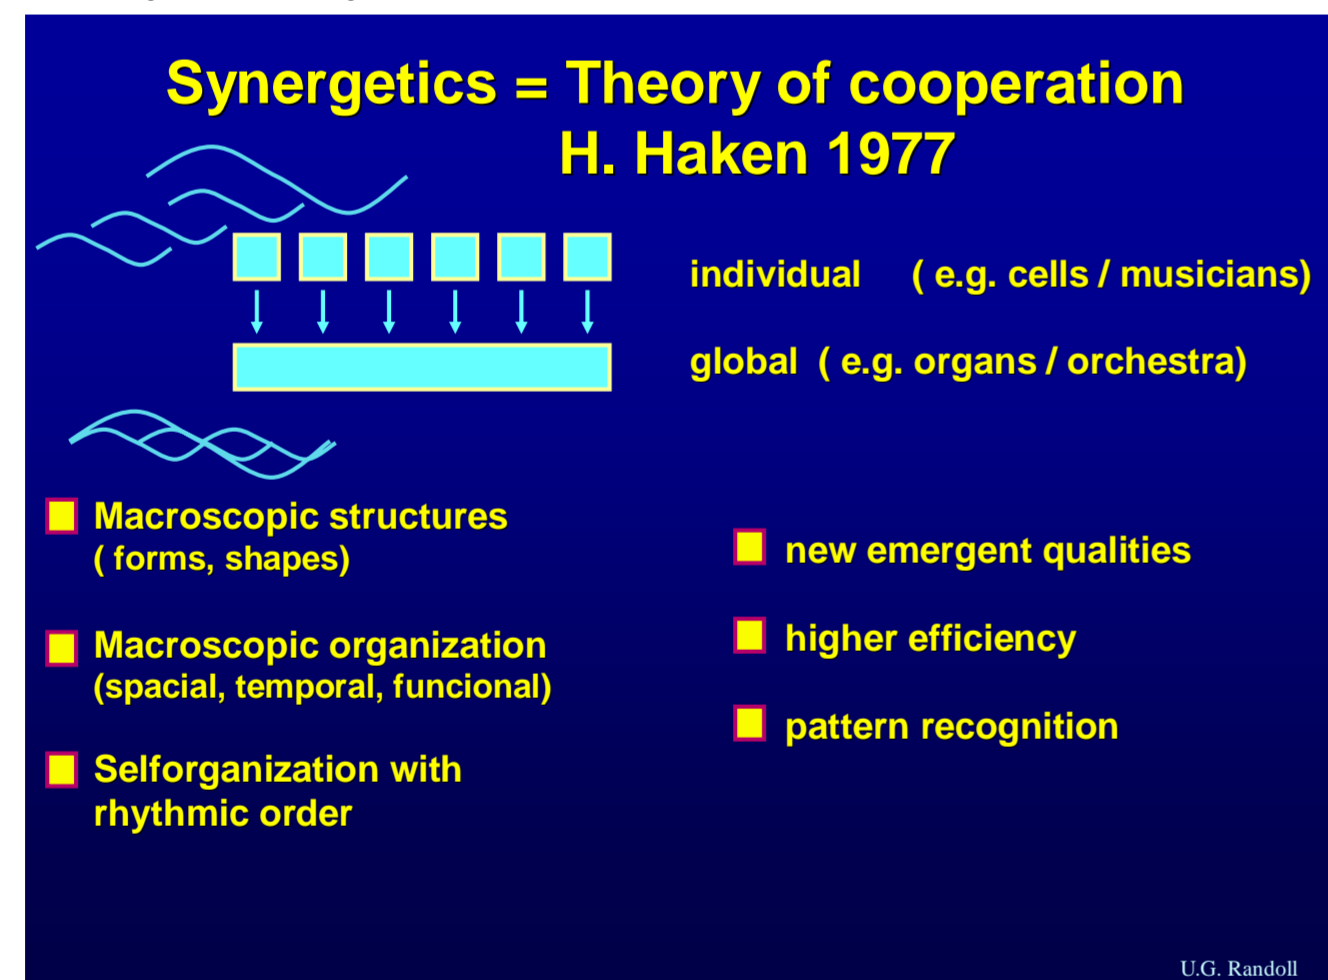 Synergetics = Theory of cooperation
H. Haken 1977
individual ( e.g. cells / musicians)
global ( e.g. organs / orchestra)
Macroscopic structures
( forms, shapes)
Macroscopic organization
(spacial, temporal, funcional)
Selforganization with
rhythmic order
new emergent qualities
higher efficiency
pattern recognition
U.G. Randoll